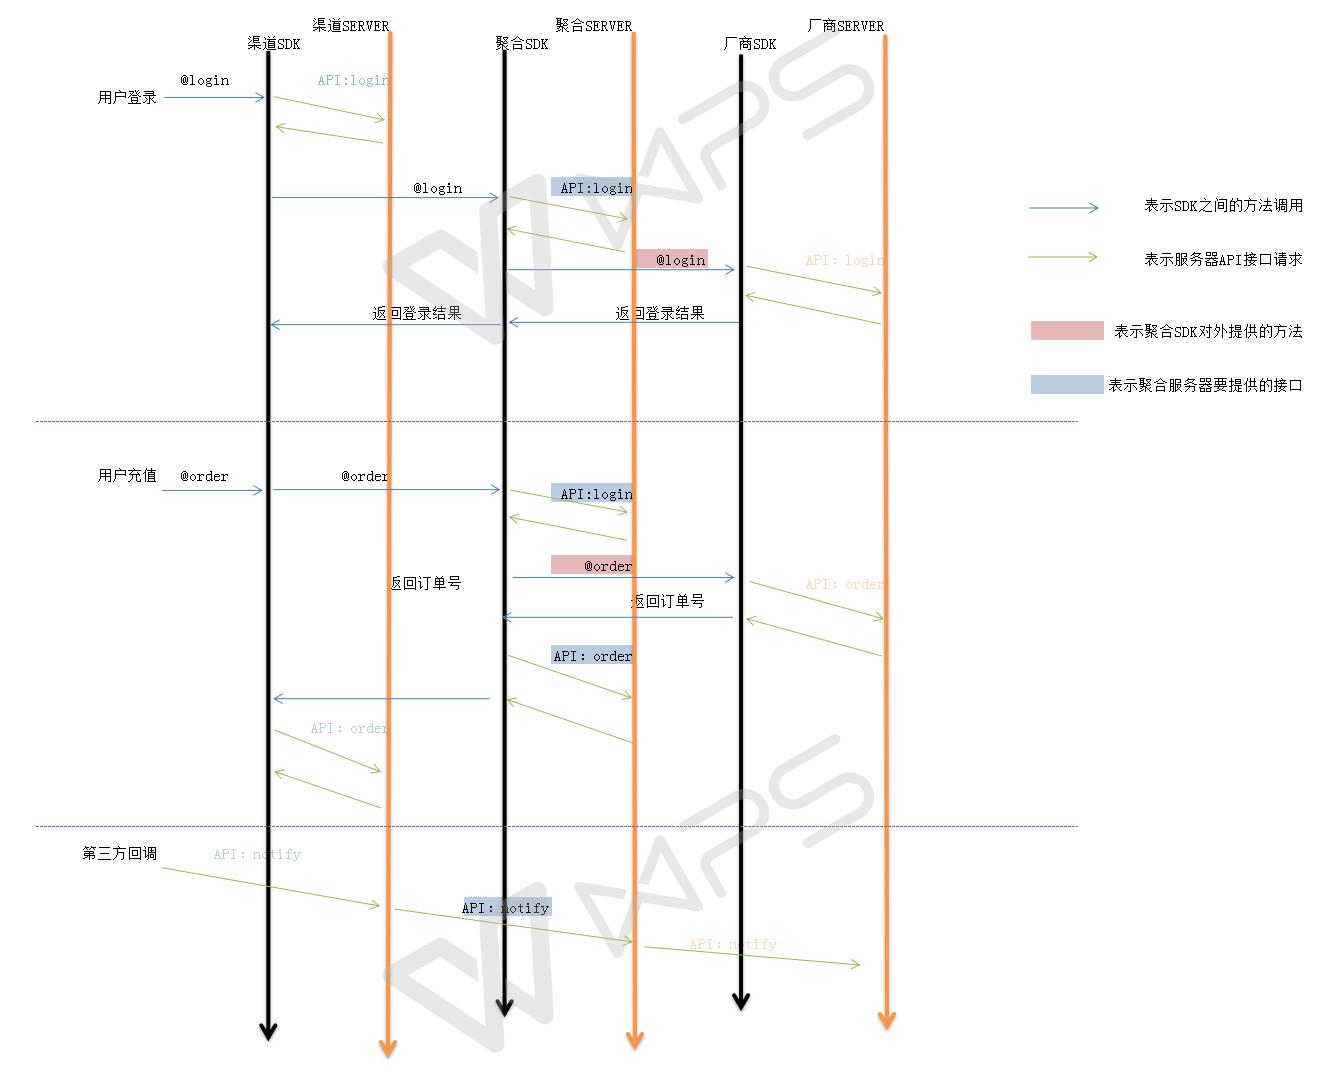 渠道SERVER
聚合SERVER
厂商SERVER
渠道SDK
聚合SDK
厂商SDK
@login
API:login
用户登录
@login
API:login
表示SDK之间的方法调用
@login
API: login
表示服务器API接口请求
返回登录结果
返回登录结果
表示聚合SDK对外提供的方法
表示聚合服务器要提供的接口
用户充值
@order
@order
API:login
@order
返回订单号
API: order
返回订单号
API: order
API: order
第三方回调
API: notify
API: notify
API: notify
WPS
WPS